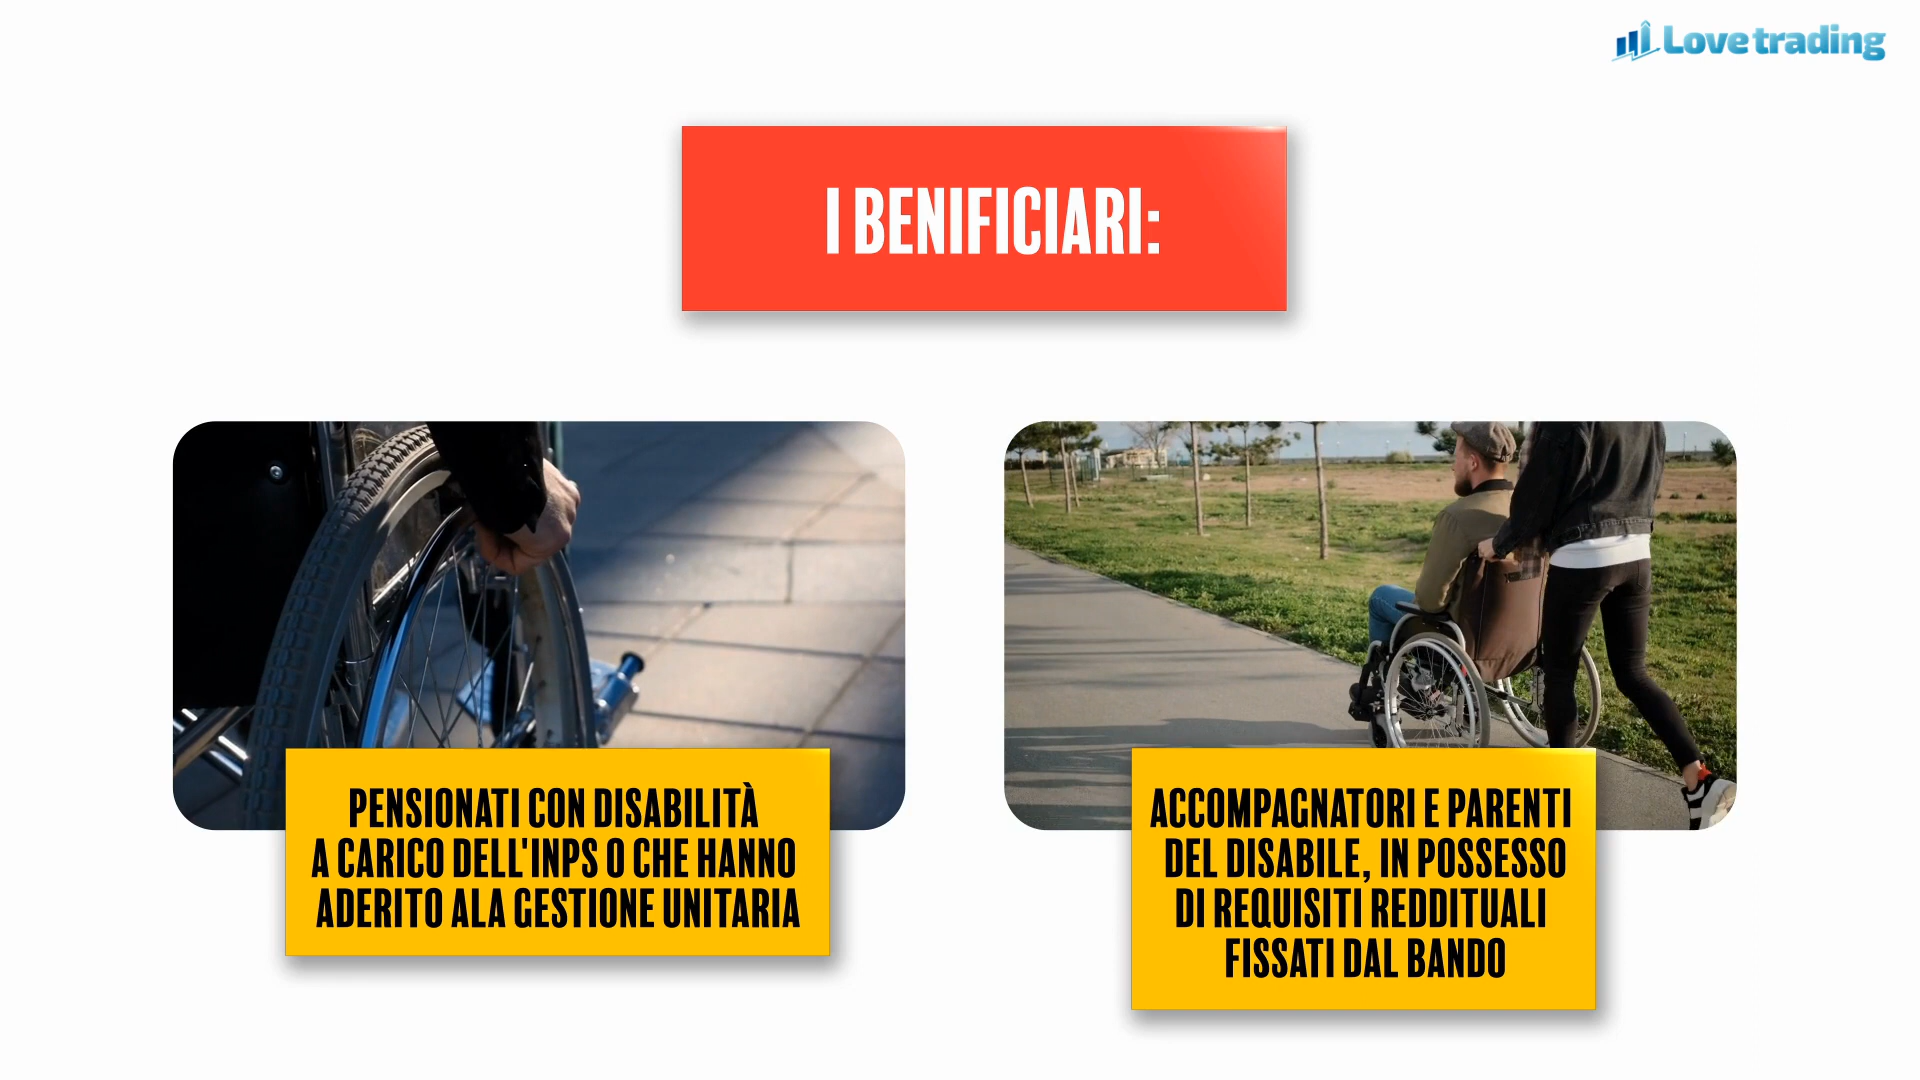 Lovetrading
I BENIFICIARI:
PENSIONATI CON DISABILITÀ
A CARICO DELL'INPS O CHE HANNO
ADERITO ALA GESTIONE UNITARIA
ACCOMPAGNATORI E PARENTI
DEL DISABILE, IN POSSESSO
DI REQUISITI REDDITUALI
FISSATI DAL BANDO